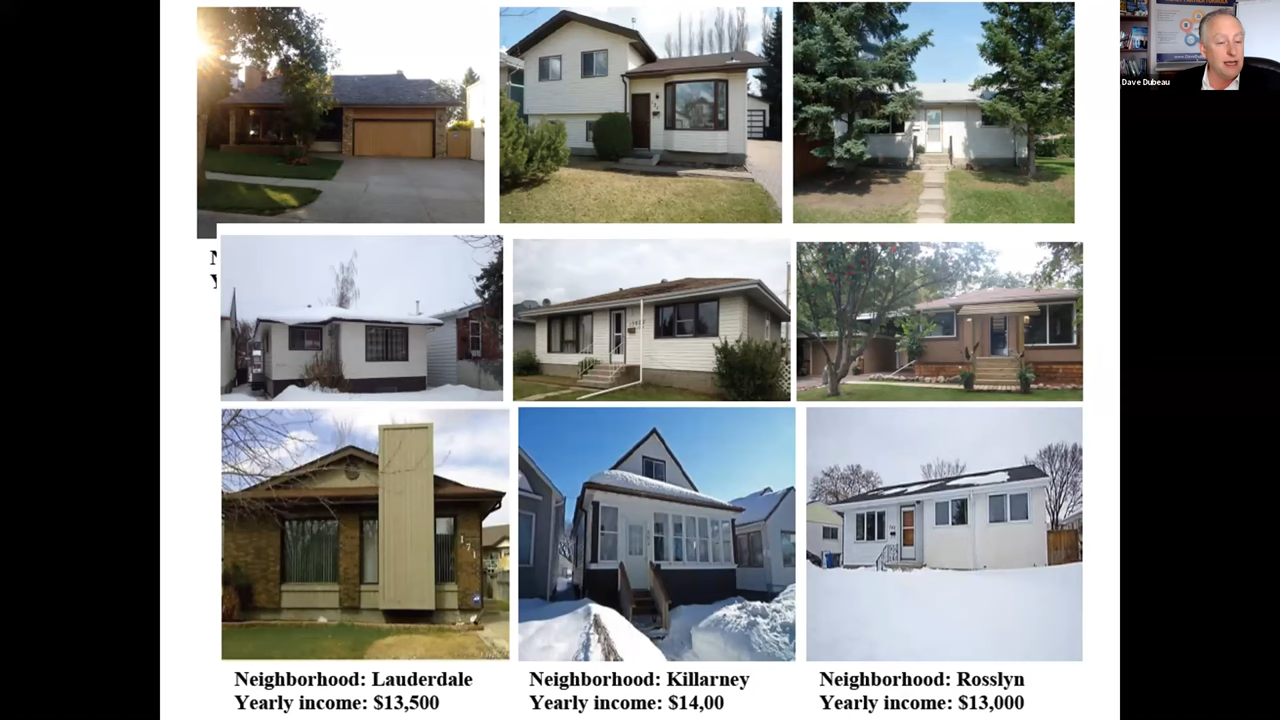 Dave Dubeau
N
Y
171
Neighborhood: Lauderdale
Yearly income: $13,500
Neighborhood: Killarney
Yearly income: $14,00
Neighborhood: Rosslyn
Yearly income: $13,000